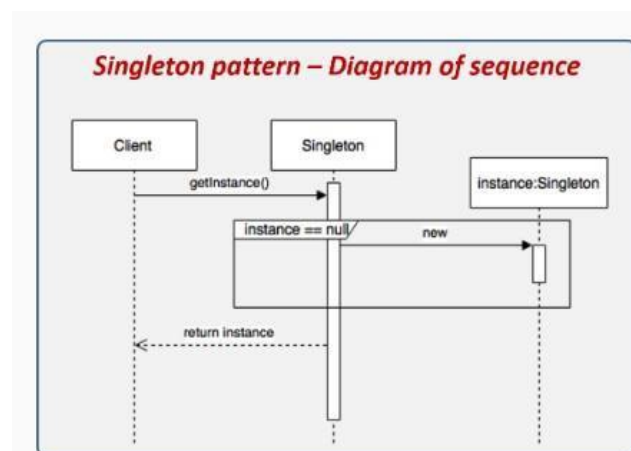 Singleton pattern – Diagram of sequence
Client
Singleton
instance:Singleton
getInstance()
instance == null
new
return instance